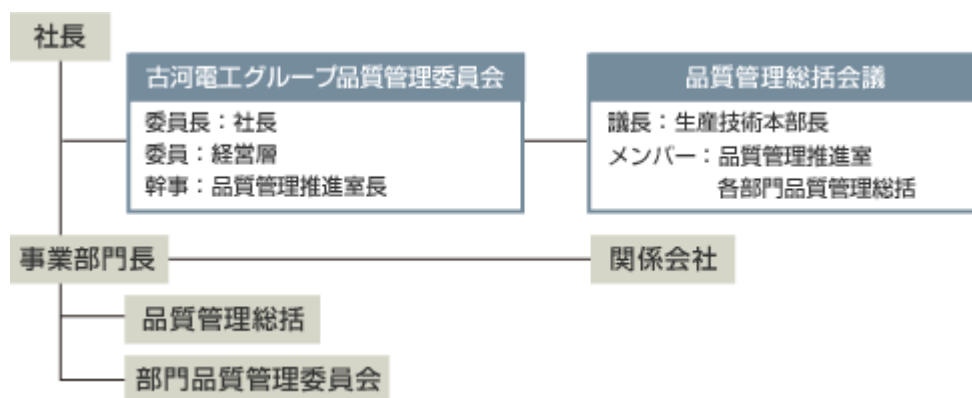 社長
古河電工グループ品質管理委員会
委員長：社長
委員：経営層
幹事：品質管理推進室長
品質管理総括会議
議長：生産技術本部長
メンバー：品質管理推進室
各部門品質管理総括
事業部門長
関係会社
品質管理総括
部門品質管理委員会